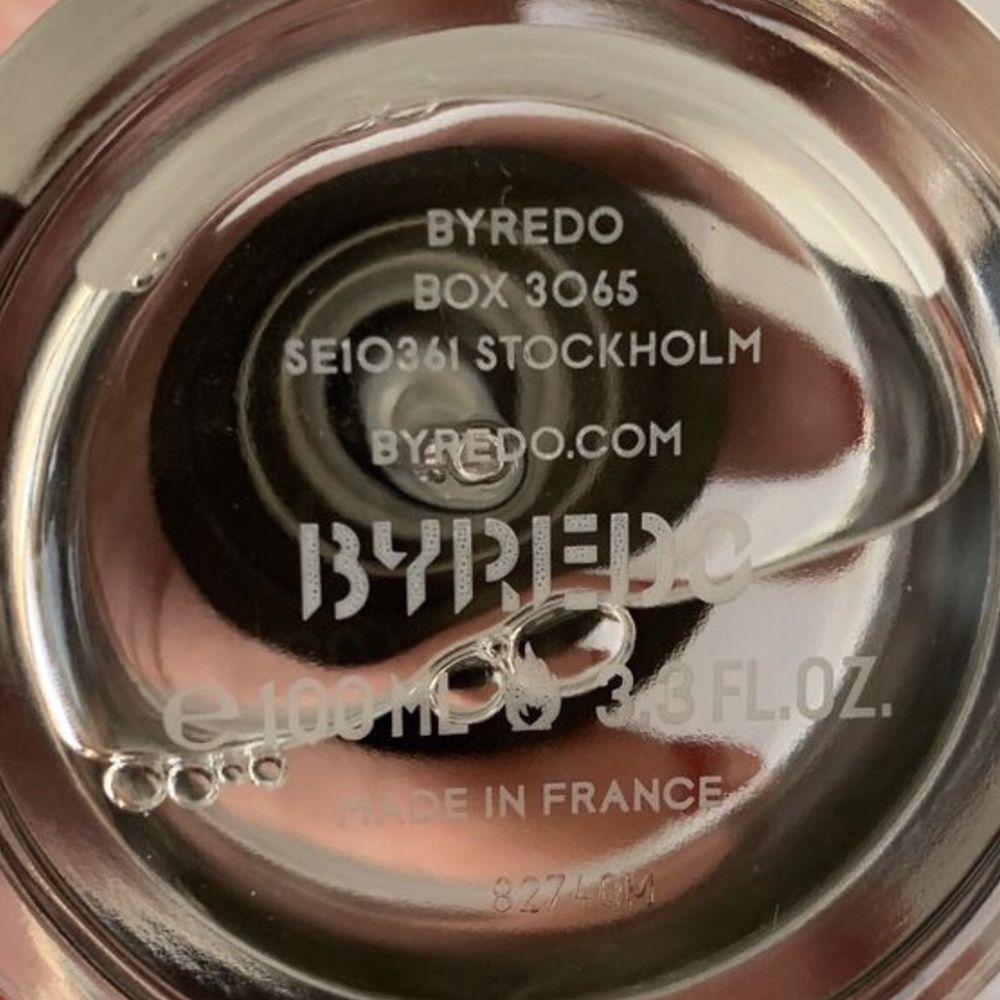 BYREDO
BOX 3065
SE10361 STOCKHOLM
BYREDO.COM
BYREDO
℮ 100 ML 3.3 FL.OZ.
MADE IN FRANCE